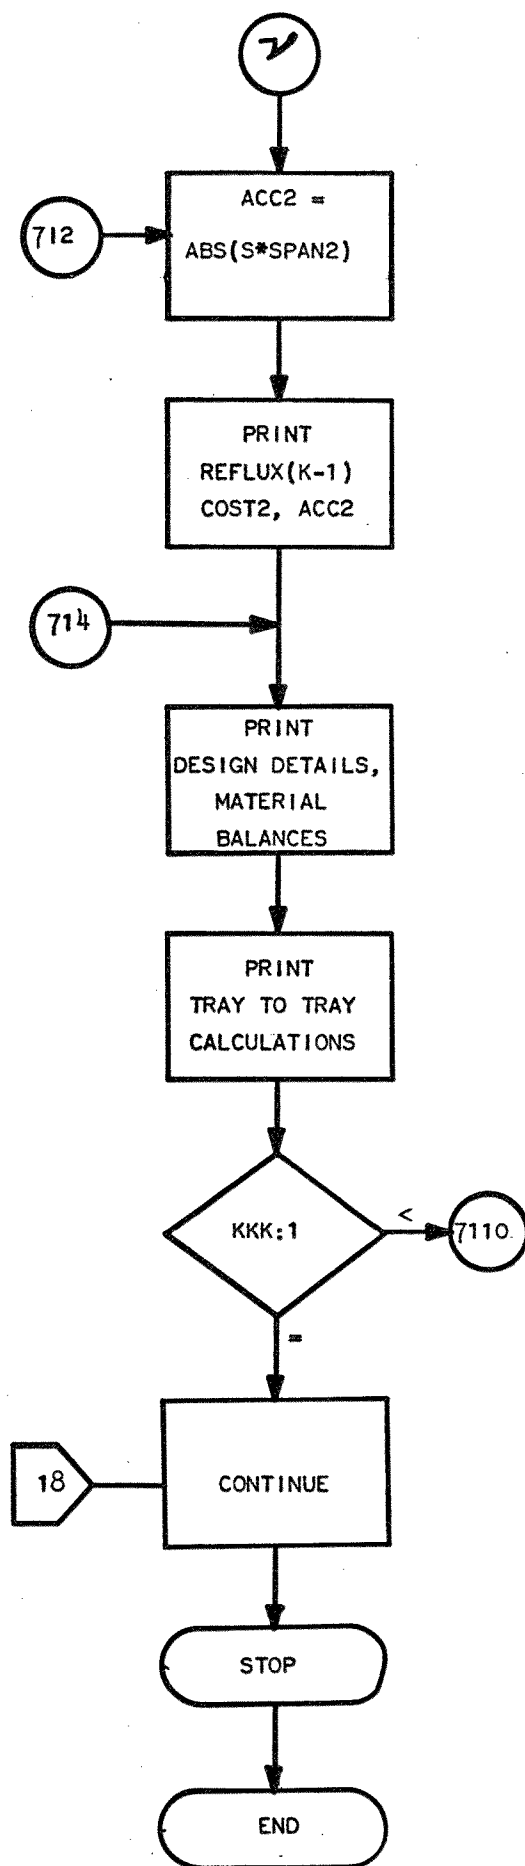 ACC2 =
712
ABS(S*SPAN2)
PRINT
REFLUX(K-1)
COST2, ACC2
714
PRINT
DESIGN DETAILS,
MATERIAL
BALANCES
PRINT
TRAY TO TRAY
CALCULATIONS
<
KKK:1
7110
=
18
CONTINUE
STOP
END